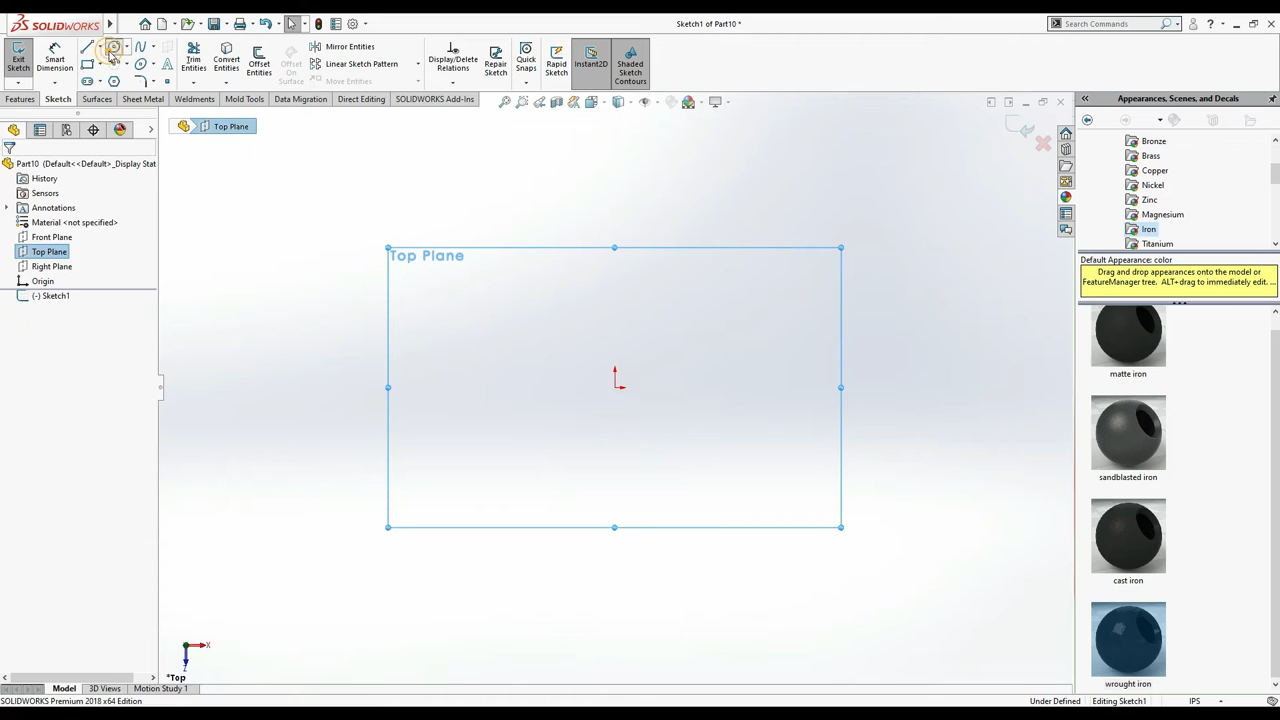 SOLIDWORKS
Sketch1 of Part10 *
Search Commands
Exit Sketch
Smart Dimension
Trim Entities
Convert Entities
Offset Entities
Offset On Surface
Mirror Entities
Linear Sketch Pattern
Move Entities
Display/Delete Relations
Repair Sketch
Quick Snaps
Rapid Sketch
Instant2D
Shaded Sketch Contours
Features
Sketch
Surfaces
Sheet Metal
Weldments
Mold Tools
Data Migration
Direct Editing
SOLIDWORKS Add-Ins
Top Plane
Part10 (Default<<Default>_Display Stat
History
Sensors
Annotations
Material <not specified>
Front Plane
Top Plane
Right Plane
Origin
(-) Sketch1
Top Plane
X
Z
*Top
Appearances, Scenes, and Decals
Bronze
Brass
Copper
Nickel
Zinc
Magnesium
Iron
Titanium
Default Appearance: color
Drag and drop appearances onto the model or
FeatureManager tree. ALT+drag to immediately edit. ...
matte iron
sandblasted iron
cast iron
wrought iron
Model
3D Views
Motion Study 1
SOLIDWORKS Premium 2018 x64 Edition
Under Defined
Editing Sketch1
IPS